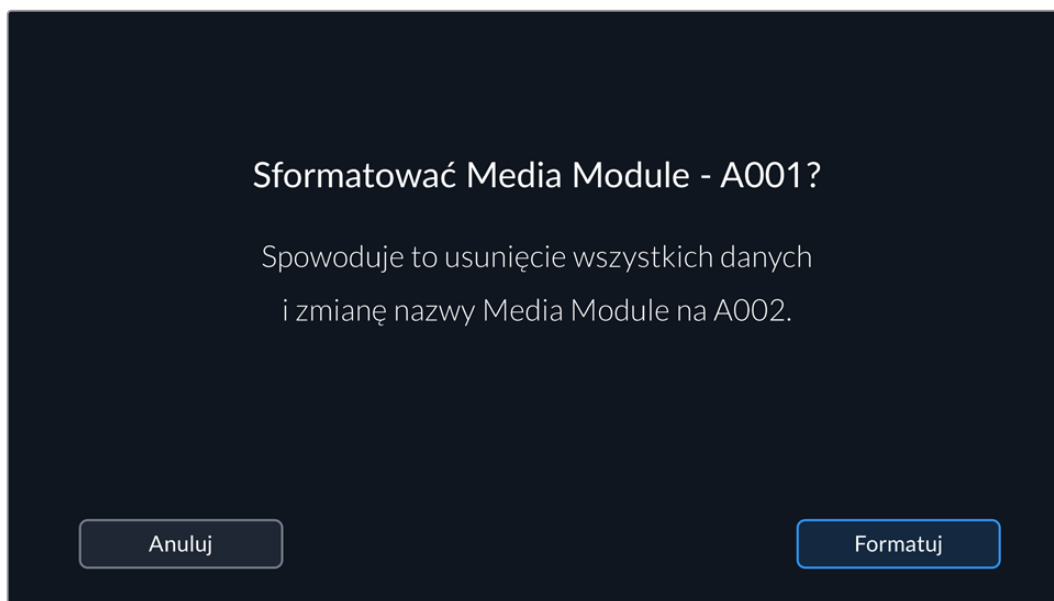 Sformatować Media Module - A001?
Spowoduje to usunięcie wszystkich danych
i zmianę nazwy Media Module na A002.
Anuluj
Formatuj